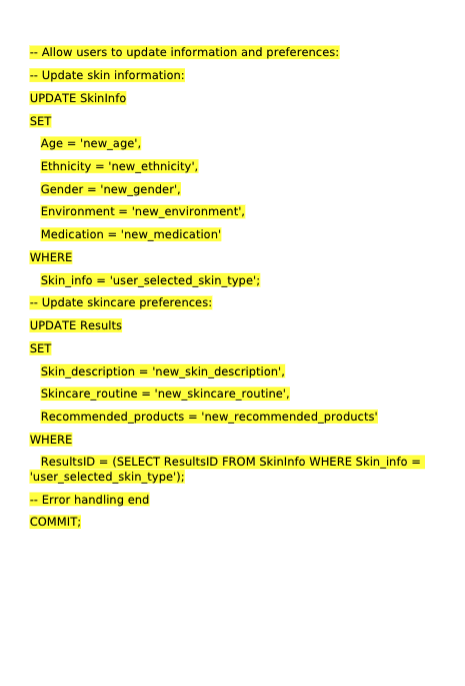 -- Allow users to update information and preferences:
-- Update skin information:
UPDATE SkinInfo
SET
Age = 'new_age',
Ethnicity = 'new_ethnicity',
Gender = 'new_gender',
Environment = 'new_environment',
Medication = 'new_medication'
WHERE
Skin_info = 'user_selected_skin_type';
-- Update skincare preferences:
UPDATE Results
SET
Skin_description = 'new_skin_description',
Skincare_routine = 'new_skincare_routine',
Recommended_products = 'new_recommended_products'
WHERE
ResultsID = (SELECT ResultsID FROM SkinInfo WHERE Skin_info =
'user_selected_skin_type');
-- Error handling end
COMMIT;